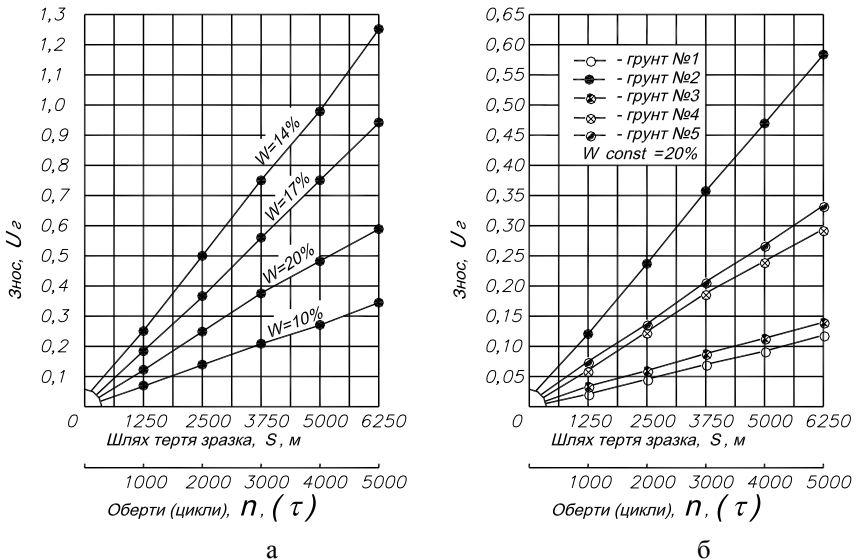 1,3
1,2
1,1
1,0
0,9
0,8
0,7
0,6
0,5
0,4
0,3
0,2
0,1
Знос, U г
W=14%
W=17%
W=20%
W=10%
0 1250 2500 3750 4000 5000 6250
Шлях тертя зразка, S, м
1000 2000 3000 4000 5000
Оберти (цикли), n, (τ)
а
0,65
0,60
0,55
0,50
0,45
0,40
0,35
0,30
0,25
0,20
0,15
0,10
0,05
Знос, U г
- грунт №1
- грунт №2
- грунт №3
- грунт №4
- грунт №5
W const =20%
0 1250 2500 3750 5000 6250
Шлях тертя зразка, S, м
1000 2000 3000 4000 5000
Оберти (цикли), n, (τ)
б